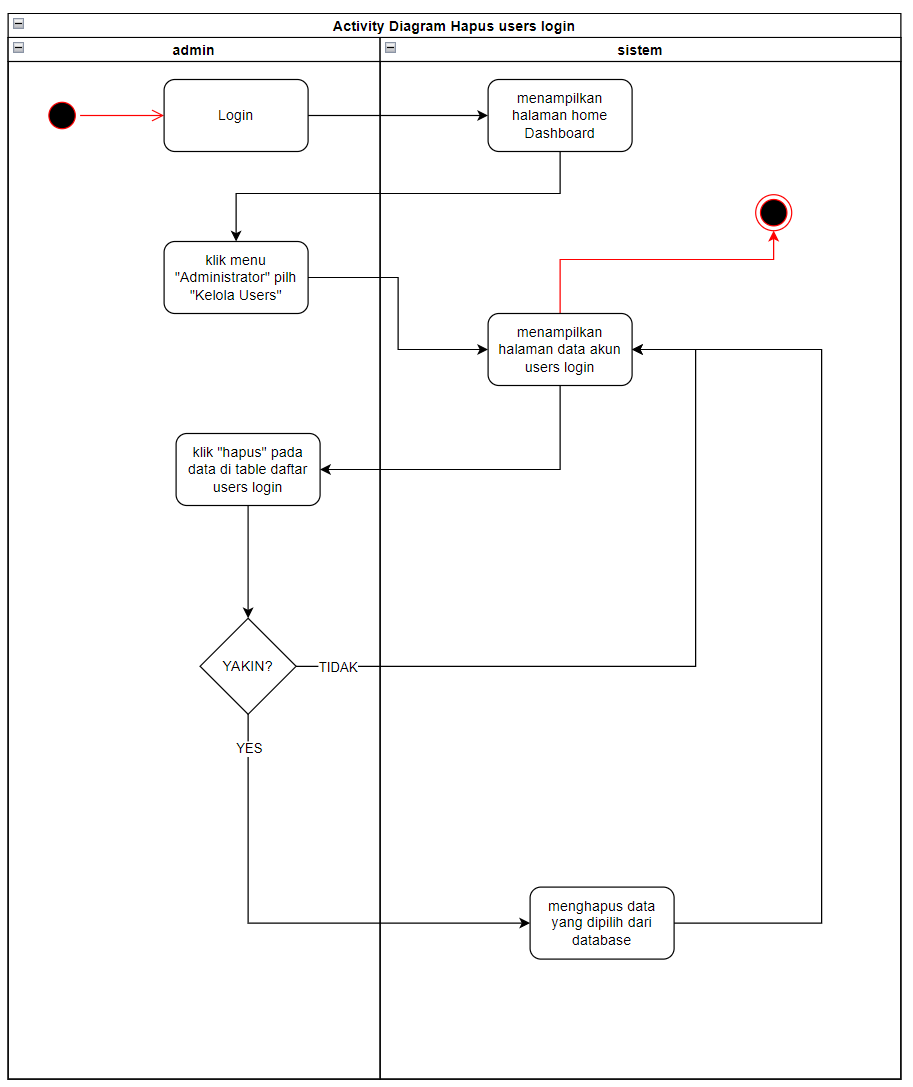 Activity Diagram Hapus users login
admin
sistem
Login
menampilkan
halaman home
Dashboard
klik menu
"Administrator" pilh
"Kelola Users"
menampilkan
halaman data akun
users login
klik "hapus" pada
data di table daftar
users login
YAKIN?
TIDAK
YES
menghapus data
yang dipilih dari
database